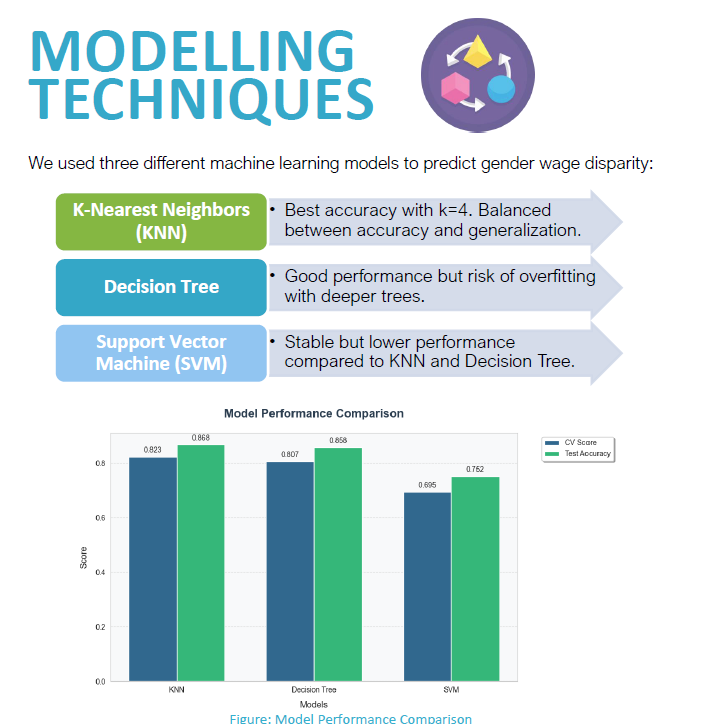 MODELLING
TECHNIQUES
We used three different machine learning models to predict gender wage disparity:
K-Nearest Neighbors
(KNN)
• Best accuracy with k=4. Balanced
between accuracy and generalization.
Decision Tree
• Good performance but risk of overfitting
with deeper trees.
Support Vector
Machine (SVM)
• Stable but lower performance
compared to KNN and Decision Tree.
Model Performance Comparison
CV Score
Test Accuracy
0.823
0.868
0.807
0.858
0.695
0.752
0.8
0.6
0.4
0.2
0.0
Score
KNN
Decision Tree
SVM
Models
Figure: Model Performance Comparison